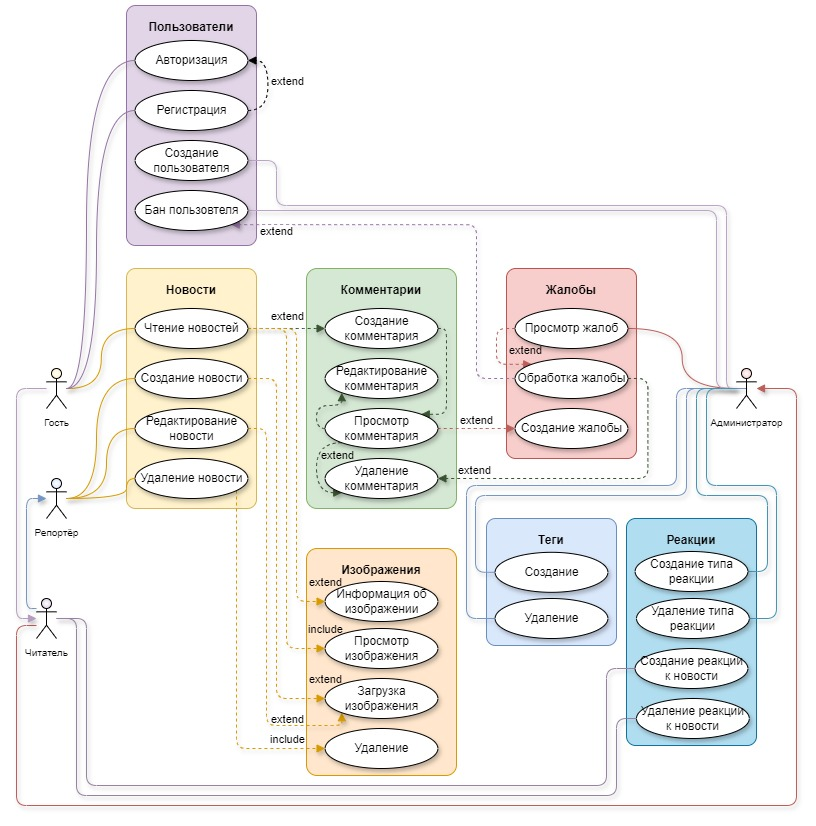 Пользователи
Авторизация
extend
Регистрация
Создание
пользователя
Бан пользовтеля
extend
Новости
Чтение новостей
Создание новости
Редактирование
новости
Удаление новости
extend
Комментарии
Создание
комментария
Редактирование
комментария
Просмотр
комментария
extend
Удаление
комментария
extend
extend
Жалобы
Просмотр жалоб
extend
Обработка жалобы
Создание жалобы
Гость
Администратор
Репортёр
Читатель
Изображения
extend
Информация об
изображении
include
Просмотр
изображения
extend
Загрузка
изображения
extend
include
Удаление
Теги
Создание
Удаление
Реакции
Создание типа
реакции
Удаление типа
реакции
Создание реакции
к новости
Удаление реакции
к новости